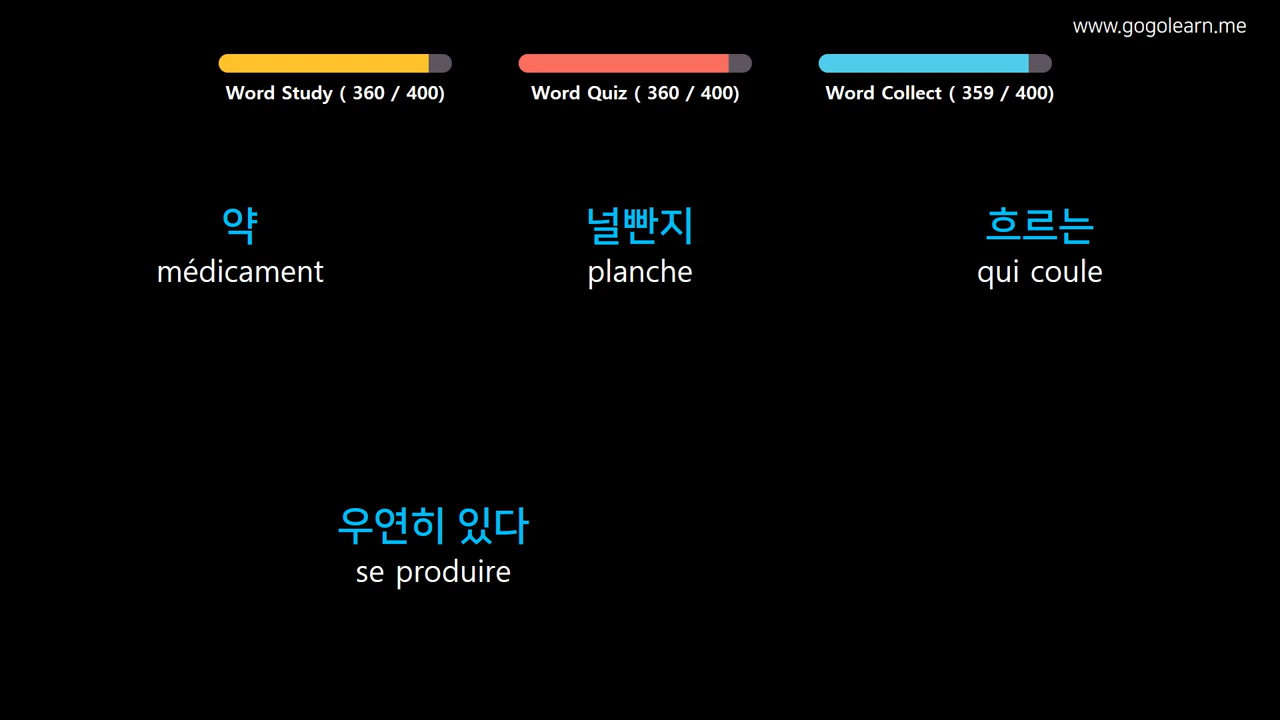 www.gogolearn.me
Word Study ( 360 / 400)
Word Quiz ( 360 / 400)
Word Collect ( 359 / 400)
약
médicament
널빤지
planche
흐르는
qui coule
우연히 있다
se produire